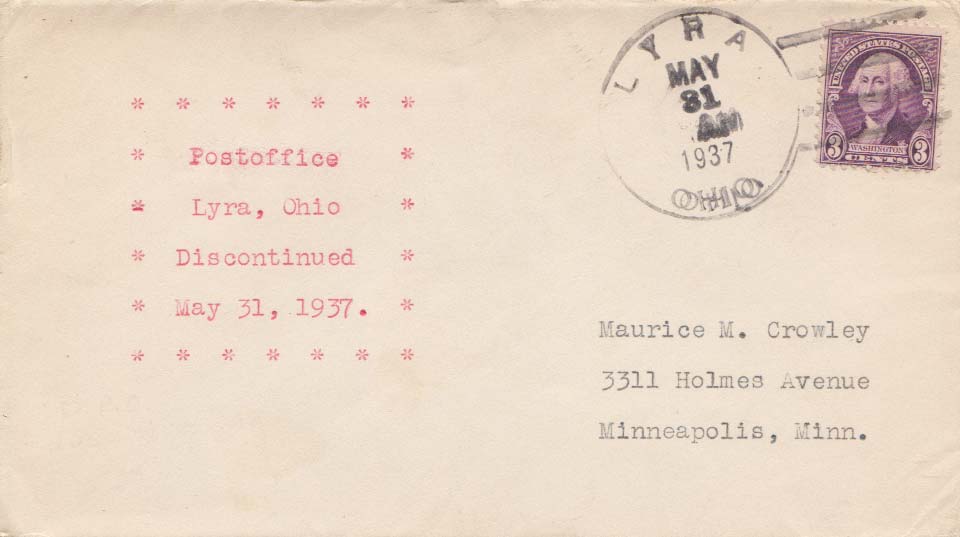 * * * * * * *
* Postoffice *
* Lyra, Ohio *
* Discontinued *
* May 31, 1937. *
* * * * * * *
LYRA
MAY
31
AM
1937
OHIO
UNITED STATES POSTAGE
3 WASHINGTON 3
CENTS
Maurice M. Crowley
3311 Holmes Avenue
Minneapolis, Minn.